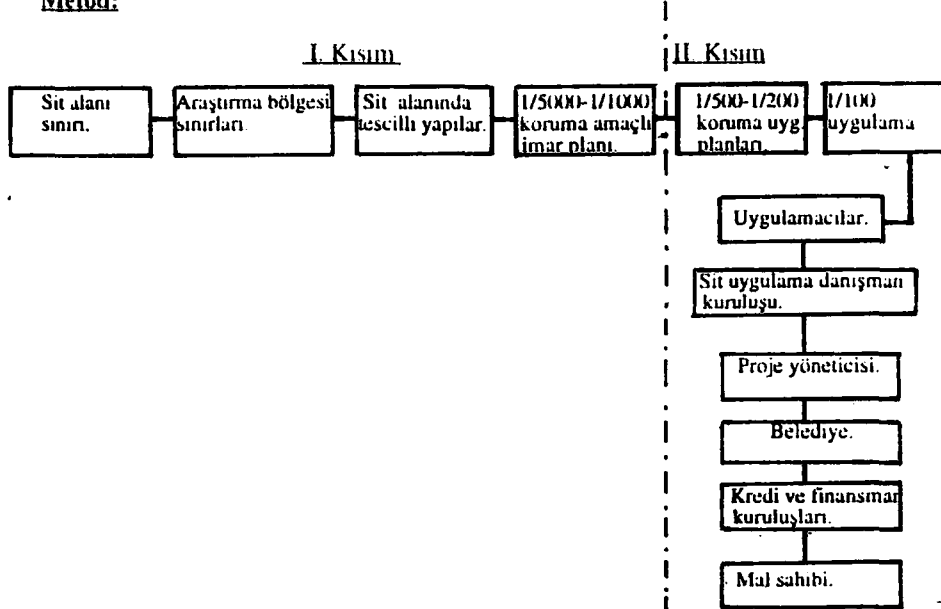 Metod:
I. Kısım
II. Kısım
Sit alanı
sınırı.
Araştırma bölgesi
sınırları.
Sit alanında
tescilli yapılar.
1/5000-1/1000
koruma amaçlı
imar planı.
1/500-1/200
koruma uyg.
planları.
1/100
uygulama
Uygulamacılar.
Sit uygulama danışman
kuruluşu.
Proje yöneticisi.
Belediye.
Kredi ve finansman
kuruluşları.
Mal sahibi.